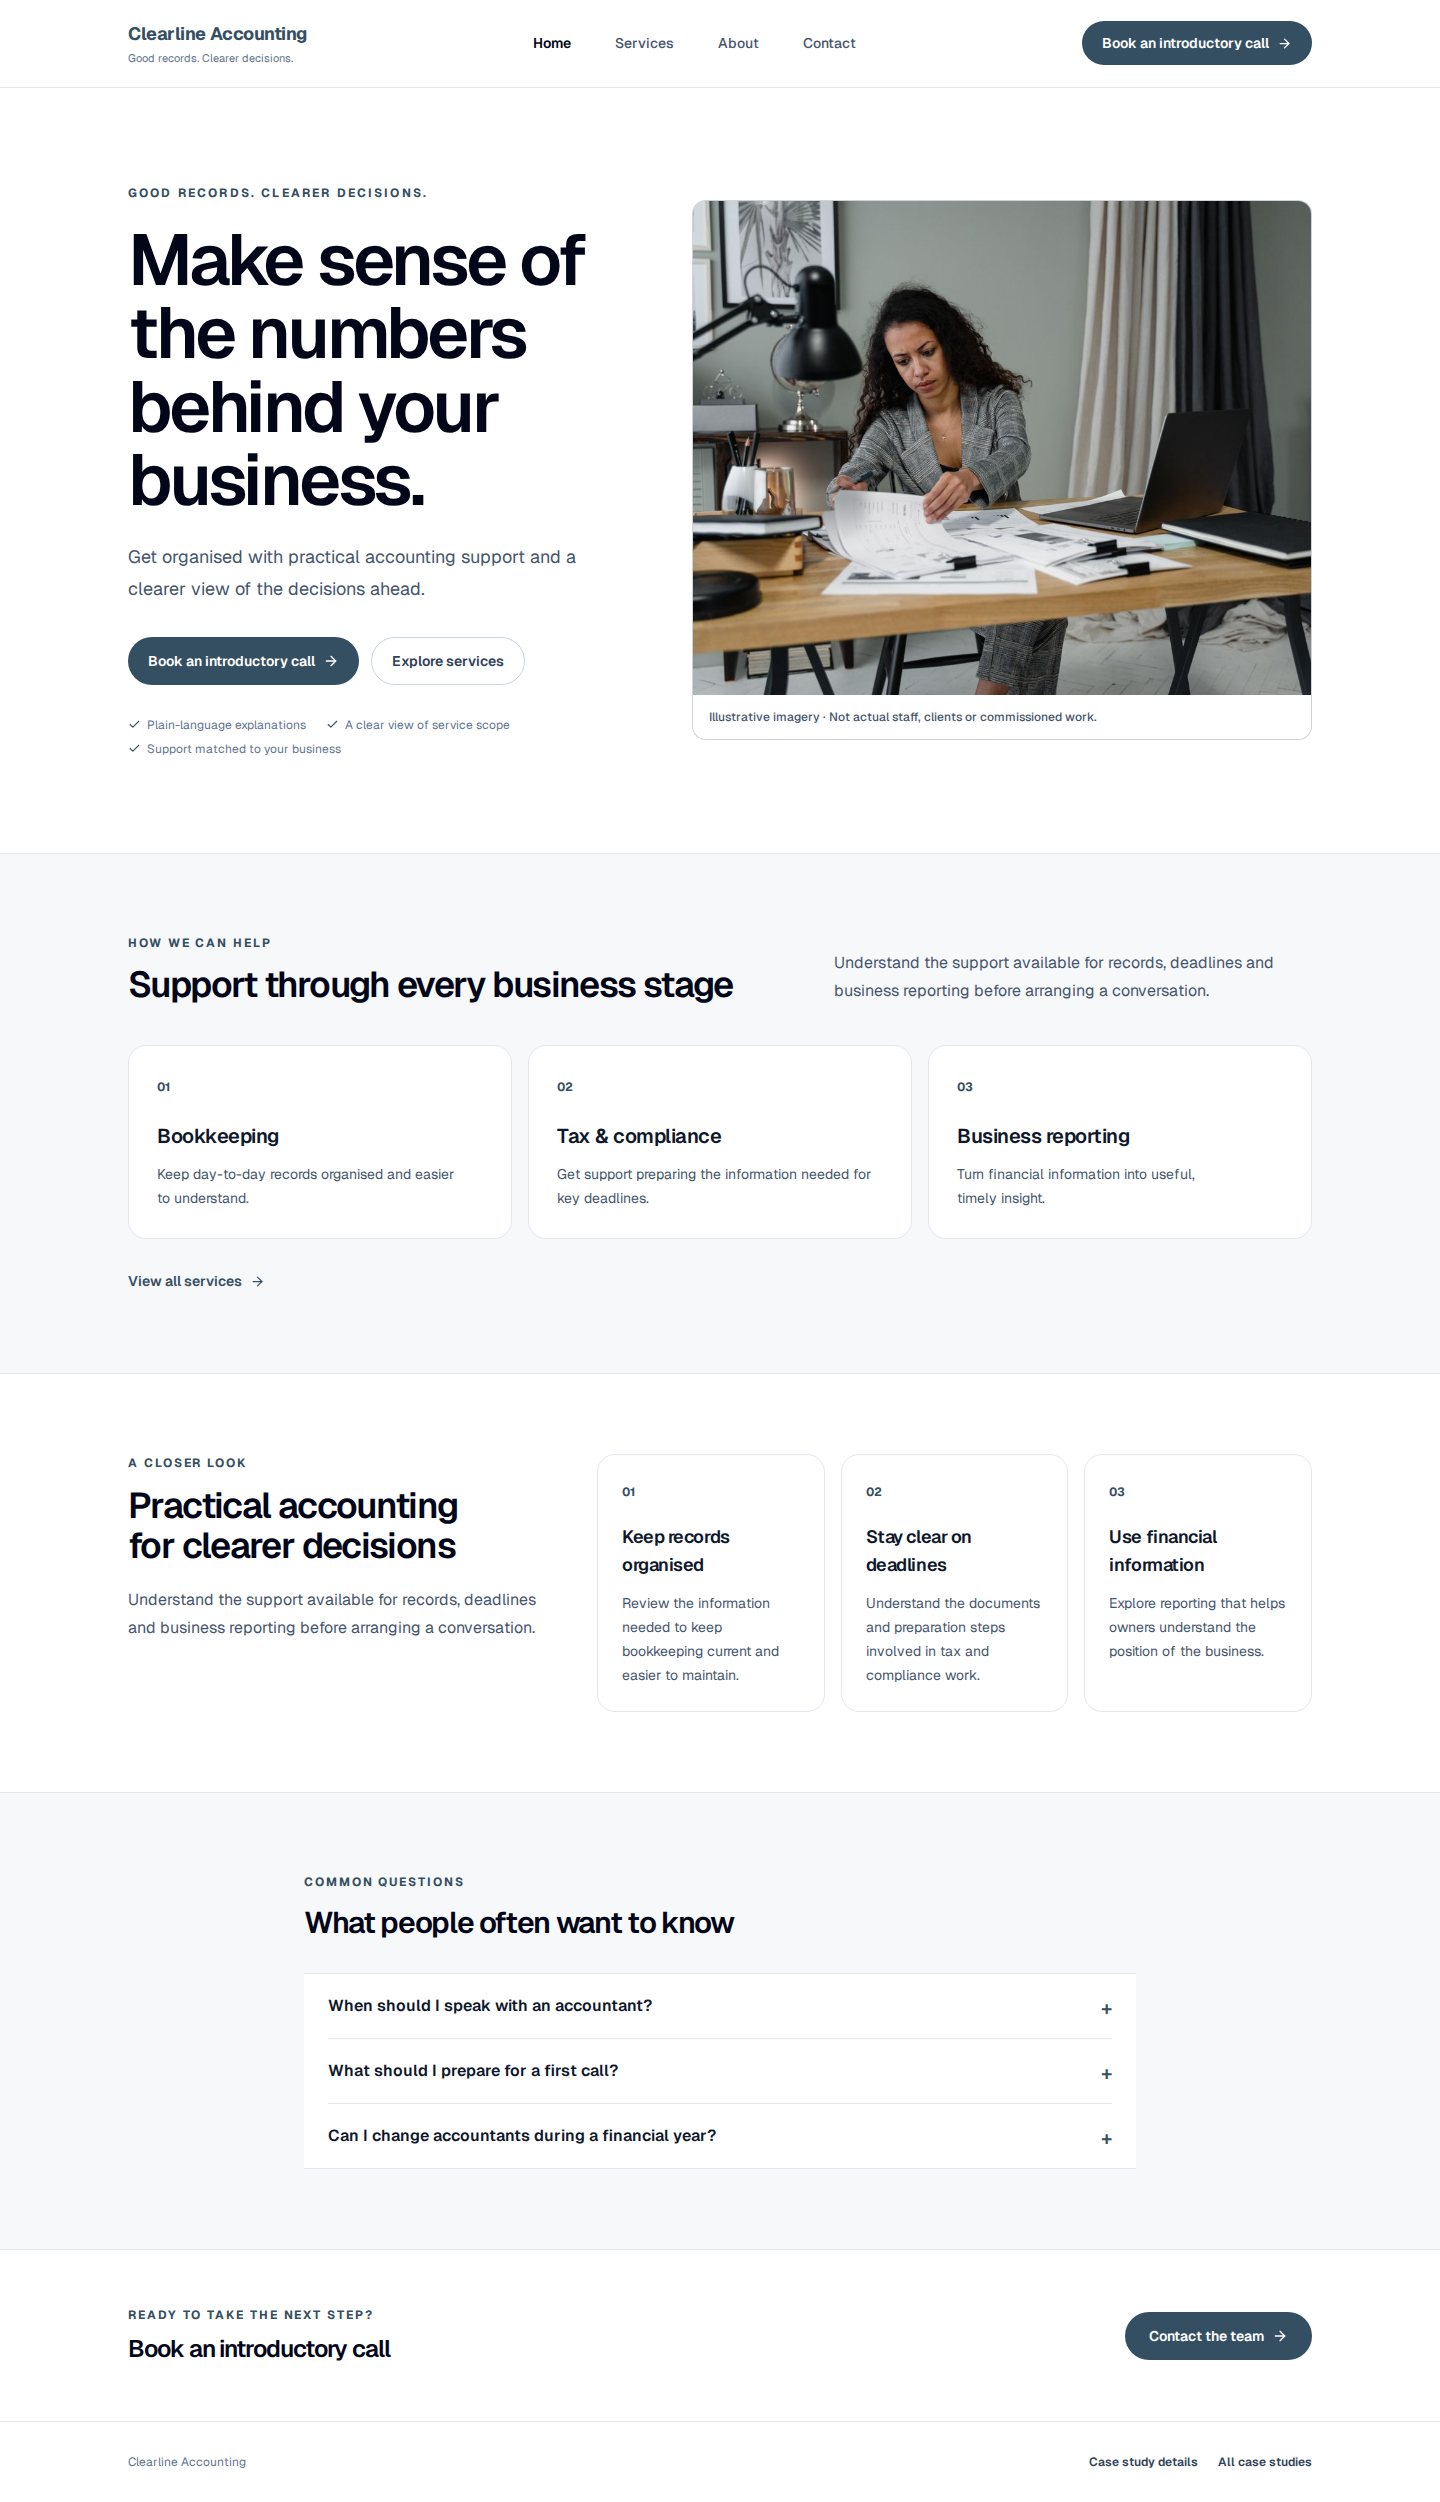 Clearline Accounting
Good records. Clearer decisions.
Home
Services
About
Contact
Book an introductory call →
GOOD RECORDS. CLEARER DECISIONS.
Make sense of
the numbers
behind your
business.
Get organised with practical accounting support and a
clearer view of the decisions ahead.
Book an introductory call →
Explore services
✓ Plain-language explanations
✓ A clear view of service scope
✓ Support matched to your business
Illustrative imagery · Not actual staff, clients or commissioned work.
HOW WE CAN HELP
Support through every business stage
Understand the support available for records, deadlines and
business reporting before arranging a conversation.
01
Bookkeeping
Keep day-to-day records organised and easier
to understand.
02
Tax & compliance
Get support preparing the information needed for
key deadlines.
03
Business reporting
Turn financial information into useful,
timely insight.
View all services →
A CLOSER LOOK
Practical accounting
for clearer decisions
Understand the support available for records, deadlines
and business reporting before arranging a conversation.
01
Keep records
organised
Review the information
needed to keep
bookkeeping current and
easier to maintain.
02
Stay clear on
deadlines
Understand the documents
and preparation steps
involved in tax and
compliance work.
03
Use financial
information
Explore reporting that helps
owners understand the
position of the business.
COMMON QUESTIONS
What people often want to know
When should I speak with an accountant? +
What should I prepare for a first call? +
Can I change accountants during a financial year? +
READY TO TAKE THE NEXT STEP?
Book an introductory call
Contact the team →
Clearline Accounting
Case study details
All case studies